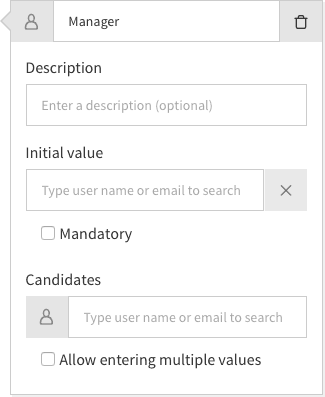 Manager
Description
Enter a description (optional)
Initial value
Type user name or email to search
Mandatory
Candidates
Type user name or email to search
Allow entering multiple values